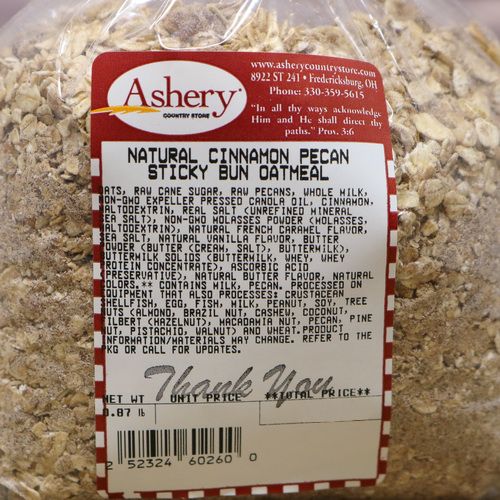 Ashery
COUNTRY STORE
www.asherycountrystore.com
8922 ST 241 • Fredericksburg, OH
Phone: 330-359-5615
"In all thy ways acknowledge
Him and He shall direct thy
paths." Prov. 3:6
NATURAL CINNAMON PECAN
STICKY BUN OATMEAL
OATS, RAW CANE SUGAR, RAW PECANS, WHOLE MILK,
NON-GMO EXPELLER PRESSED CANOLA OIL, CINNAMON,
MALTODEXTRIN, REAL SALT (UNREFINED MINERAL
SEA SALT), NON-GMO MOLASSES POWDER (MOLASSES,
MALTODEXTRIN), NATURAL FRENCH CARAMEL FLAVOR,
SEA SALT, NATURAL VANILLA FLAVOR, BUTTER
POWDER (BUTTER (CREAM, SALT), BUTTERMILK),
BUTTERMILK SOLIDS (BUTTERMILK, WHEY, WHEY
PROTEIN CONCENTRATE), ASCORBIC ACID
(PRESERVATIVE), NATURAL BUTTER FLAVOR, NATURAL
COLORS.** CONTAINS MILK, PECAN. PROCESSED ON
EQUIPMENT THAT ALSO PROCESSES: CRUSTACEAN
SHELLFISH, EGG, FISH, MILK, PEANUT, SOY, TREE
NUTS (ALMOND, BRAZIL NUT, CASHEW, COCONUT,
FILBERT (HAZELNUT), MACADAMIA NUT, PECAN, PINE
NUT, PISTACHIO, WALNUT) AND WHEAT.PRODUCT
INFORMATION/MATERIALS MAY CHANGE. REFER TO THE
PKG OR CALL FOR UPDATES.
Thank You
NET WT UNIT PRICE **TOTAL PRICE**
0.87 lb
2 52324 60260 0